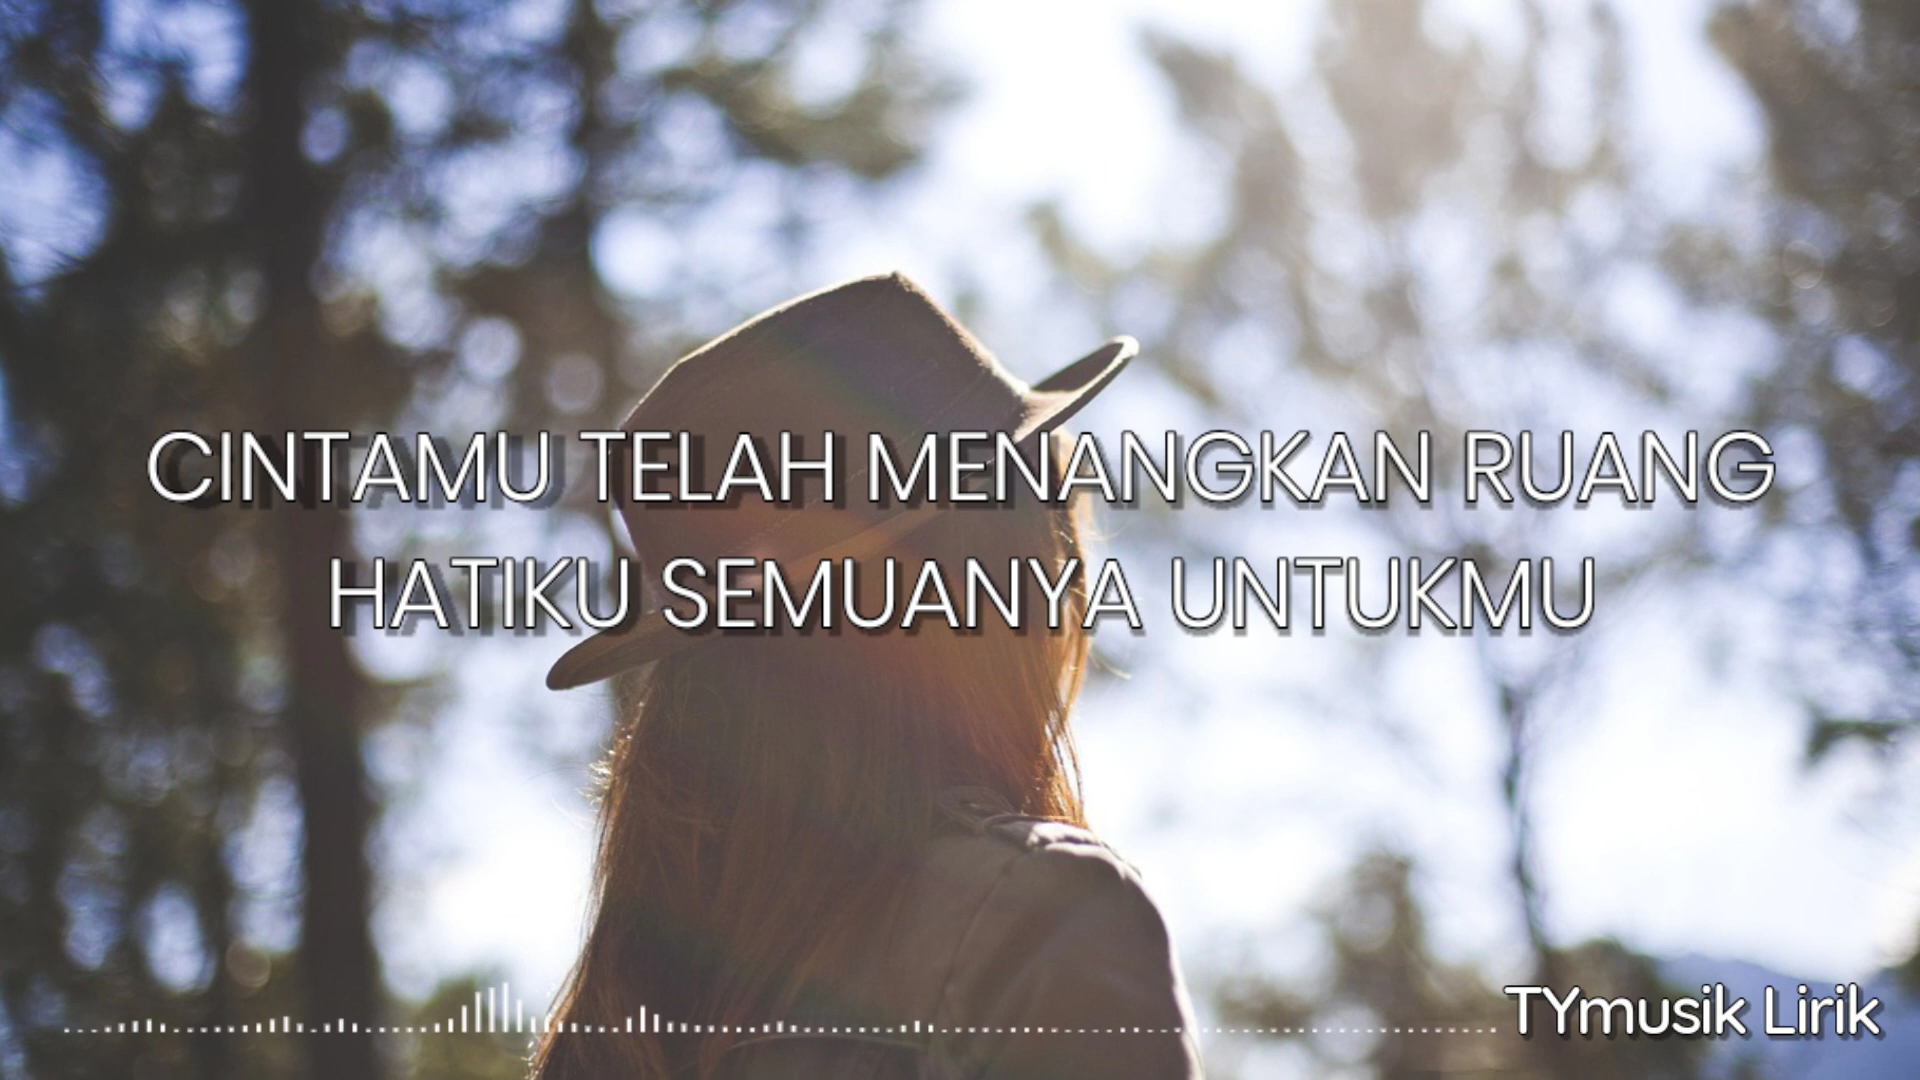 CINTAMU TELAH MENANGKAN RUANG
HATIKU SEMUANYA UNTUKMU
TYmusik Lirik